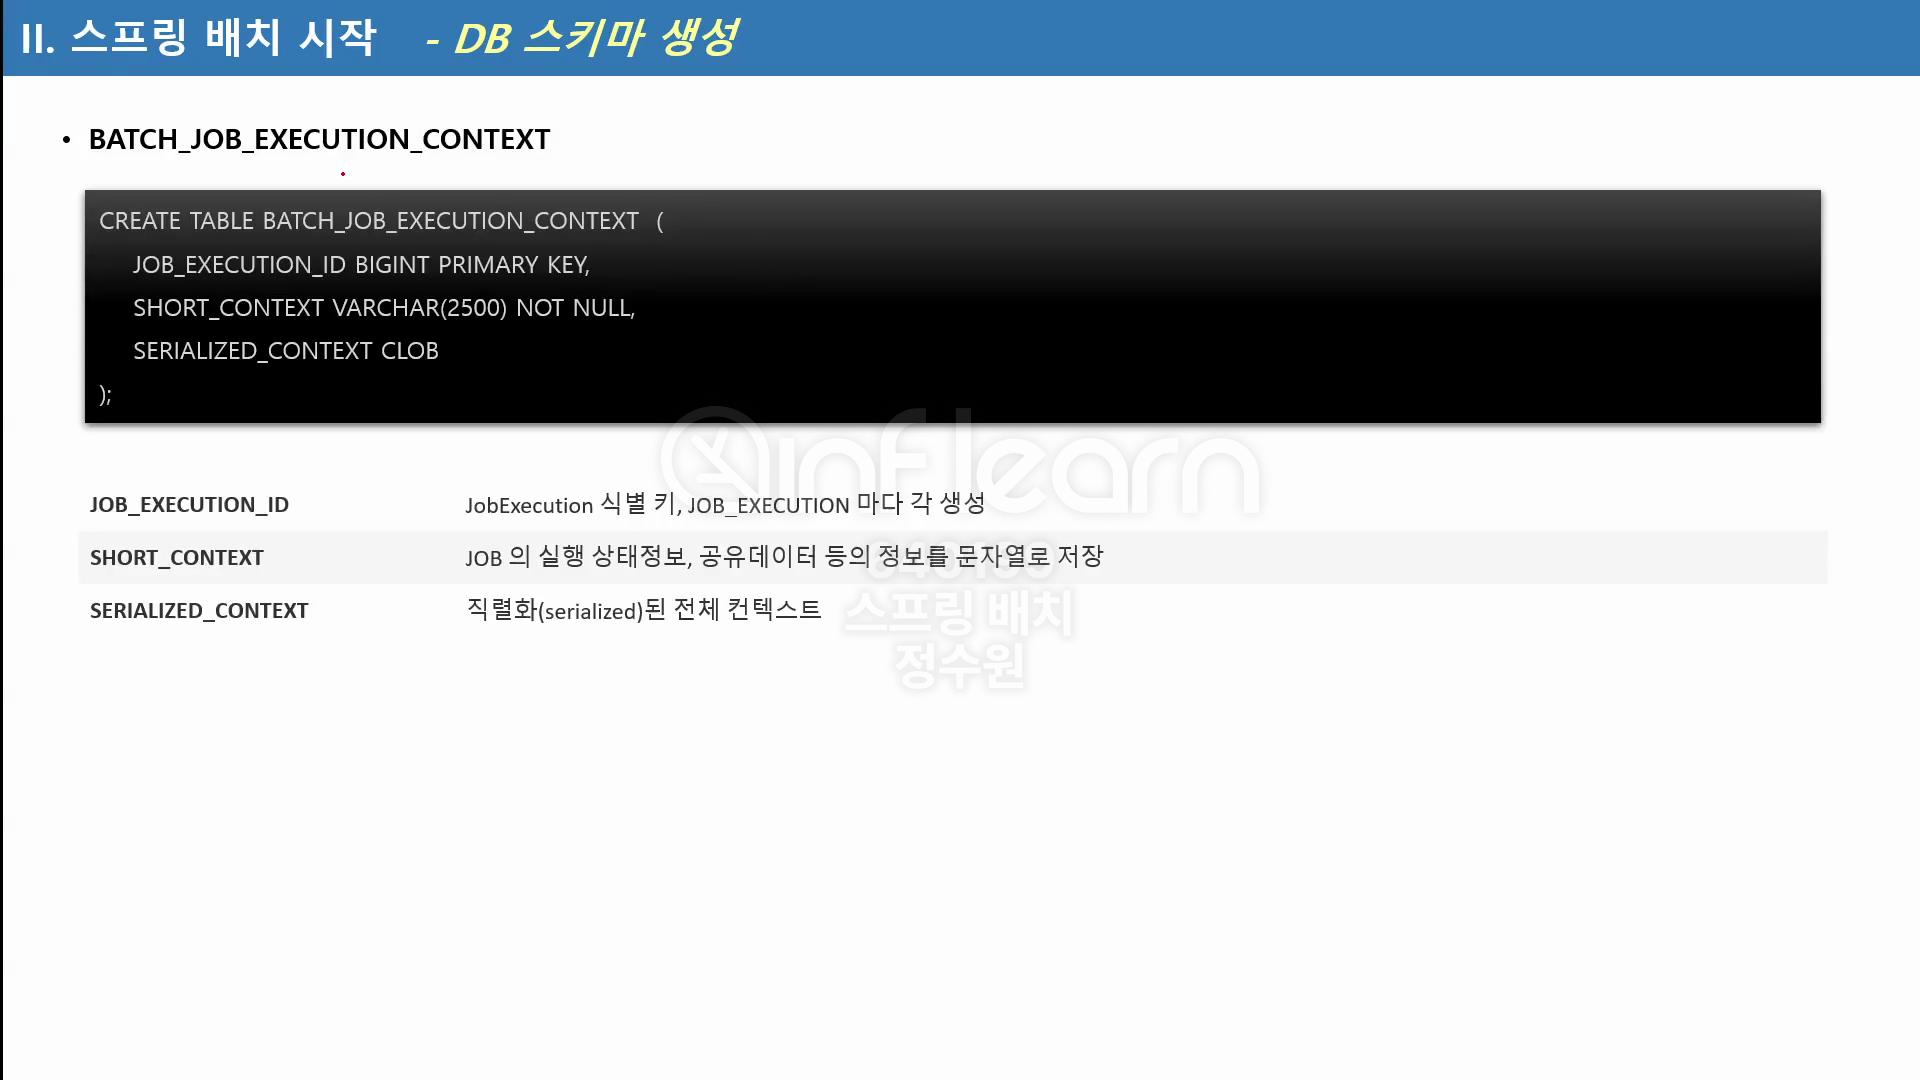 II. 스프링 배치 시작 - DB 스키마 생성
• BATCH_JOB_EXECUTION_CONTEXT
CREATE TABLE BATCH_JOB_EXECUTION_CONTEXT (
JOB_EXECUTION_ID BIGINT PRIMARY KEY,
SHORT_CONTEXT VARCHAR(2500) NOT NULL,
SERIALIZED_CONTEXT CLOB
);
inflearn
JOB_EXECUTION_ID JobExecution 식별 키, JOB_EXECUTION 마다 각 생성
SHORT_CONTEXT JOB 의 실행 상태정보, 공유데이터 등의 정보를 문자열로 저장
SERIALIZED_CONTEXT 직렬화(serialized)된 전체 컨텍스트
스프링 배치
정수원